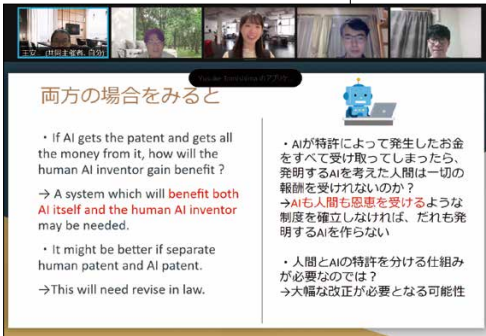 王安 (共同主催者, 自分)
両方の場合をみると
・If AI gets the patent and gets all
the money from it, how will the
human AI inventor gain benefit ?
→ A system which will benefit both
AI itself and the human AI inventor
may be needed.
・It might be better if separate
human patent and AI patent.
→This will need revise in law.
・AIが特許によって発生したお金
をすべて受け取ってしまったら、
発明するAIを考えた人間は一切の
報酬を受けれないのか？
→AIも人間も恩恵を受けるような
制度を確立しなければ、だれも発
明するAIを作らない
・人間とAIの特許を分ける仕組み
が必要なのでは？
→大幅な改正が必要となる可能性